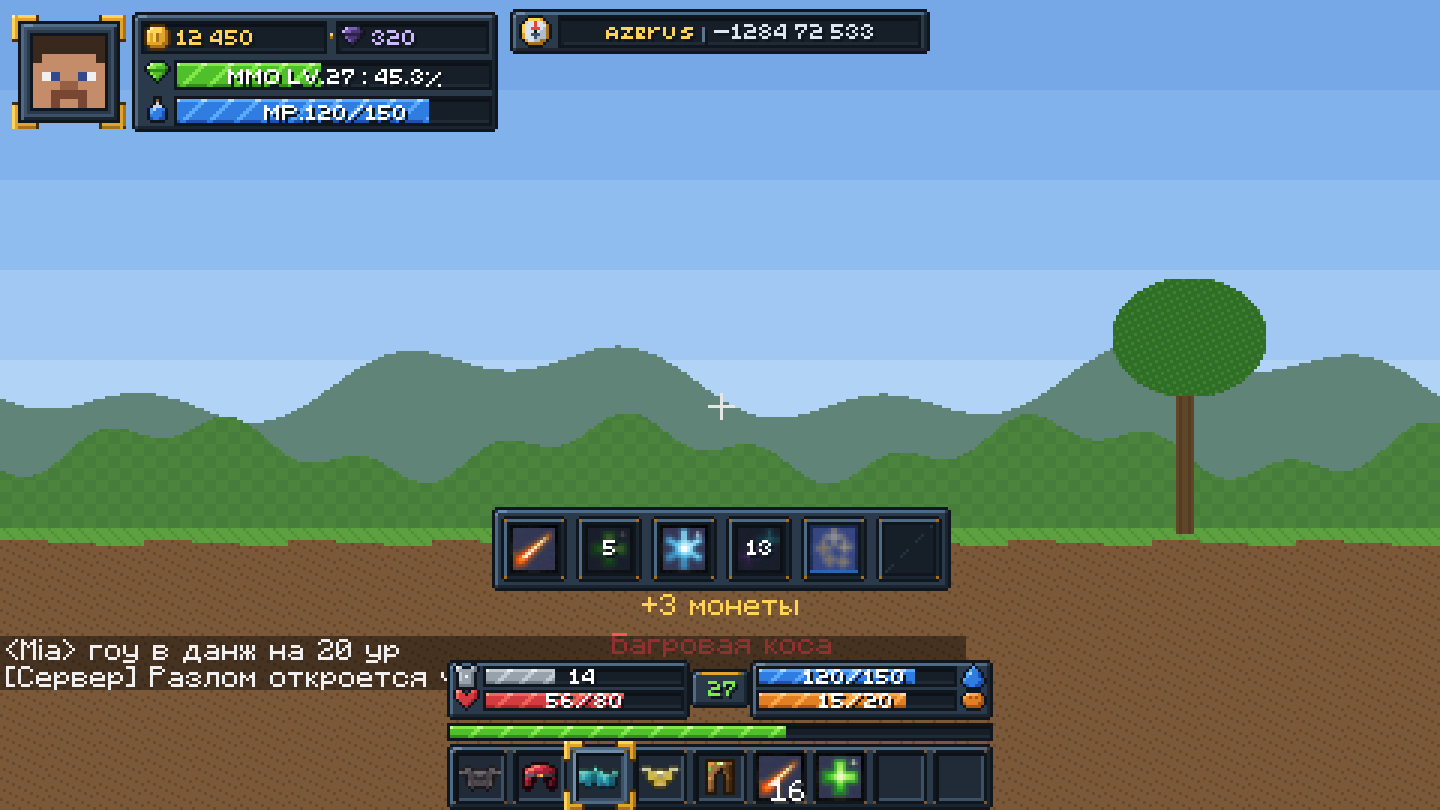 12 450
320
MMO LV.27 : 45.3%
MP.120/150
AZERUS | -1284 72 533
5
13
+3 монеты
Багровая коса
<Mia> гоу в данж на 20 ур
[Сервер] Разлом откроется
14
56/80
27
120/150
15/20
16